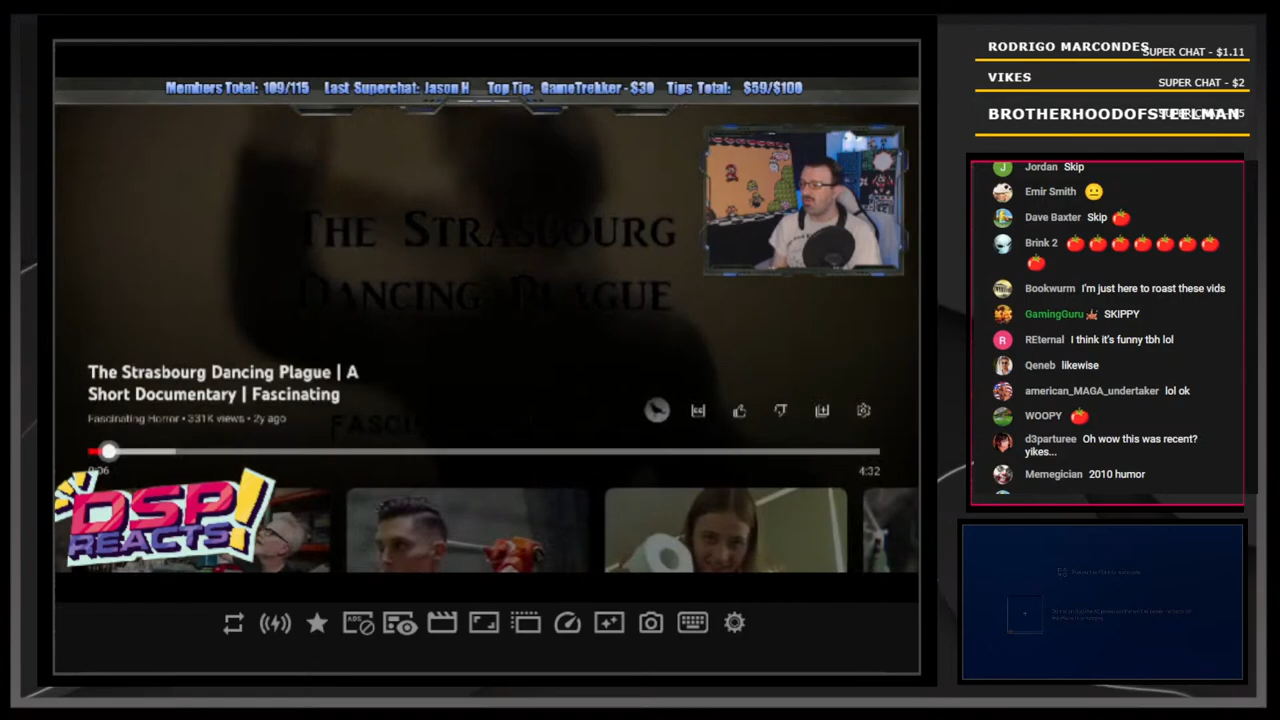 Members Total: 109/115 Last Superchat: Jason H Top Tip: GameTrekker - $30 Tips Total: $59/$100
THE STRASBOURG
DANCING PLAGUE
The Strasbourg Dancing Plague | A
Short Documentary | Fascinating
Fascinating Horror • 331K views • 2y ago
0:06
4:32
DSP
REACTS!
RODRIGO MARCONDES
SUPER CHAT - $1.11
VIKES
SUPER CHAT - $2
BROTHERHOODOFSTEELMAN
Jordan Skip
Emir Smith
Dave Baxter Skip
Brink 2
Bookwurm I'm just here to roast these vids
GamingGuru SKIPPY
REternal I think it's funny tbh lol
Qeneb likewise
american_MAGA_undertaker lol ok
WOOPY
d3parturee Oh wow this was recent?
yikes...
Memegician 2010 humor